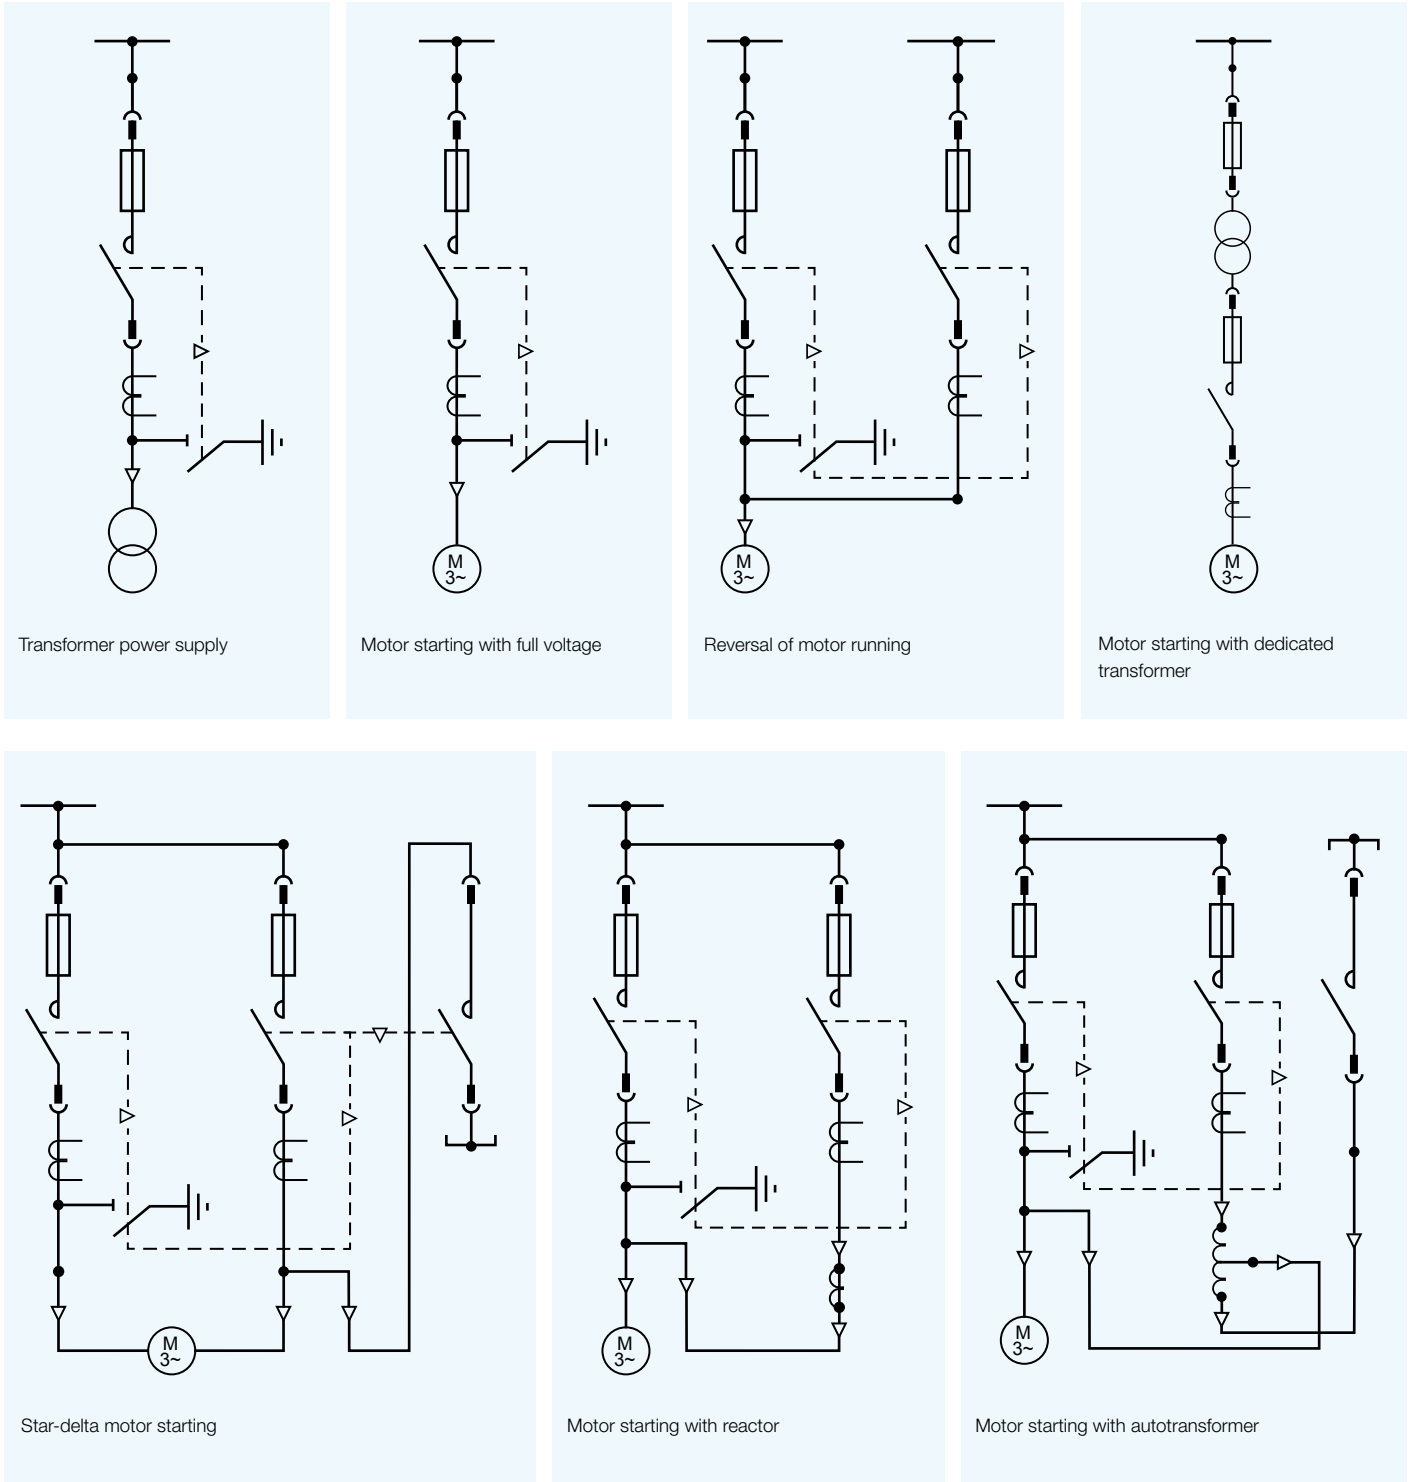 M
3~
M
3~
M
3~
Transformer power supply
Motor starting with full voltage
Reversal of motor running
Motor starting with dedicated
transformer
M
3~
M
3~
M
3~
Star-delta motor starting
Motor starting with reactor
Motor starting with autotransformer